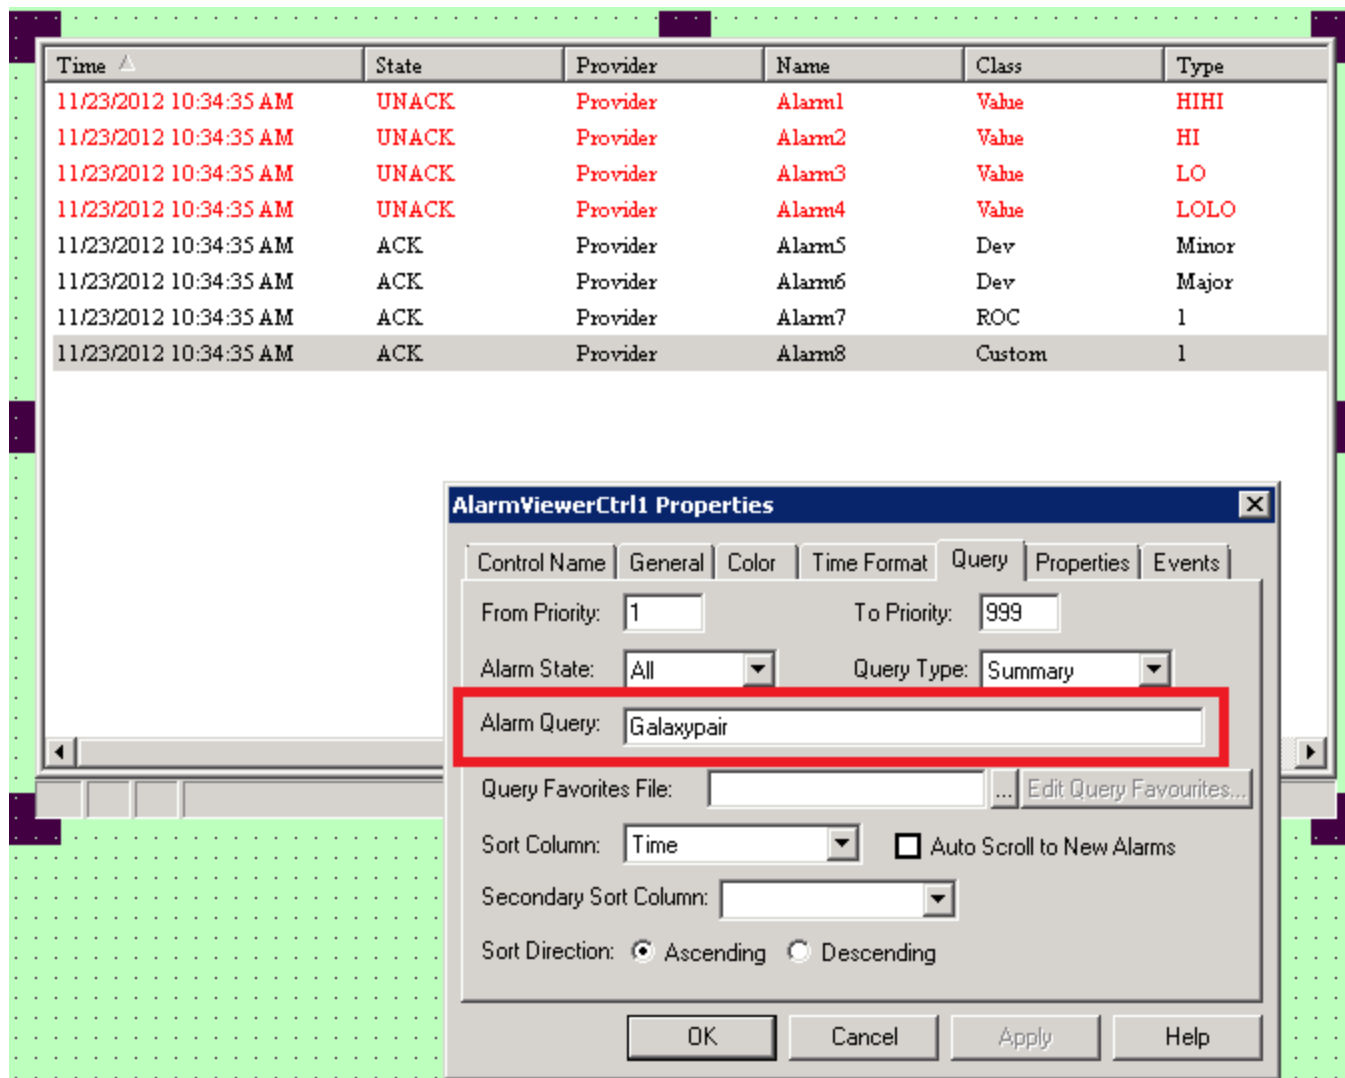 Time State Provider Name Class Type
11/23/2012 10:34:35 AM UNACK Provider Alarm1 Value HIHI
11/23/2012 10:34:35 AM UNACK Provider Alarm2 Value HI
11/23/2012 10:34:35 AM UNACK Provider Alarm3 Value LO
11/23/2012 10:34:35 AM UNACK Provider Alarm4 Value LOLO
11/23/2012 10:34:35 AM ACK Provider Alarm5 Dev Minor
11/23/2012 10:34:35 AM ACK Provider Alarm6 Dev Major
11/23/2012 10:34:35 AM ACK Provider Alarm7 ROC 1
11/23/2012 10:34:35 AM ACK Provider Alarm8 Custom 1
AlarmViewerCtrl1 Properties
Control Name General Color Time Format Query Properties Events
From Priority: 1 To Priority: 999
Alarm State: All Query Type: Summary
Alarm Query: Galaxypair
Query Favorites File: ... Edit Query Favourites...
Sort Column: Time Auto Scroll to New Alarms
Secondary Sort Column:
Sort Direction: Ascending Descending
OK Cancel Apply Help